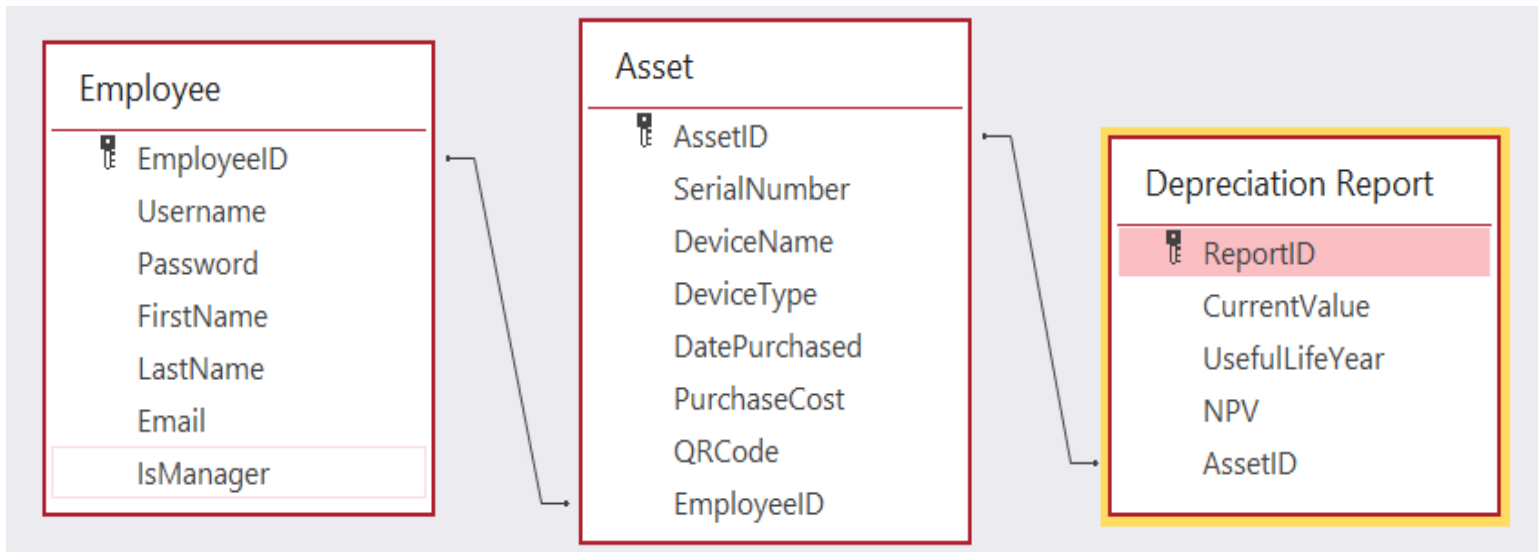 Employee
EmployeeID
Username
Password
FirstName
LastName
Email
IsManager
Asset
AssetID
SerialNumber
DeviceName
DeviceType
DatePurchased
PurchaseCost
QRCode
EmployeeID
Depreciation Report
ReportID
CurrentValue
UsefulLifeYear
NPV
AssetID